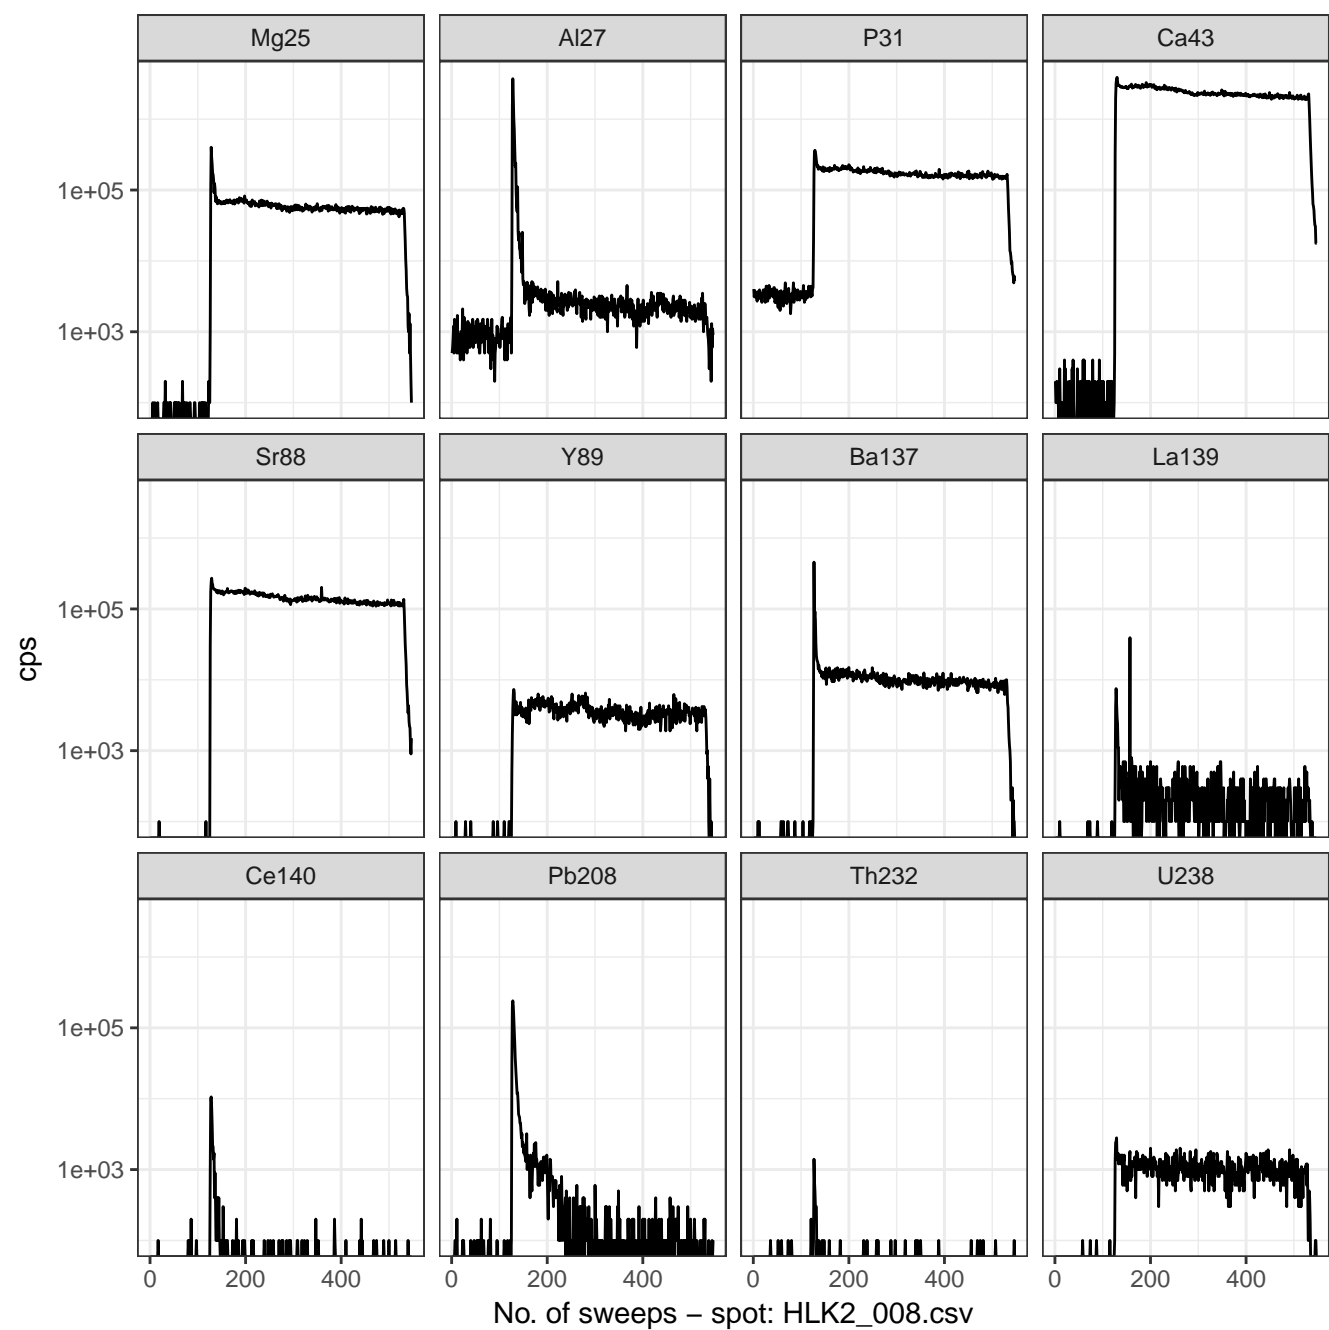 Mg25 Al27 P31 Ca43
1e+05
1e+03
Sr88 Y89 Ba137 La139
1e+05
1e+03
cps
Ce140 Pb208 Th232 U238
1e+05
1e+03
0 200 400 0 200 400 0 200 400 0 200 400
No. of sweeps − spot: HLK2_008.csv